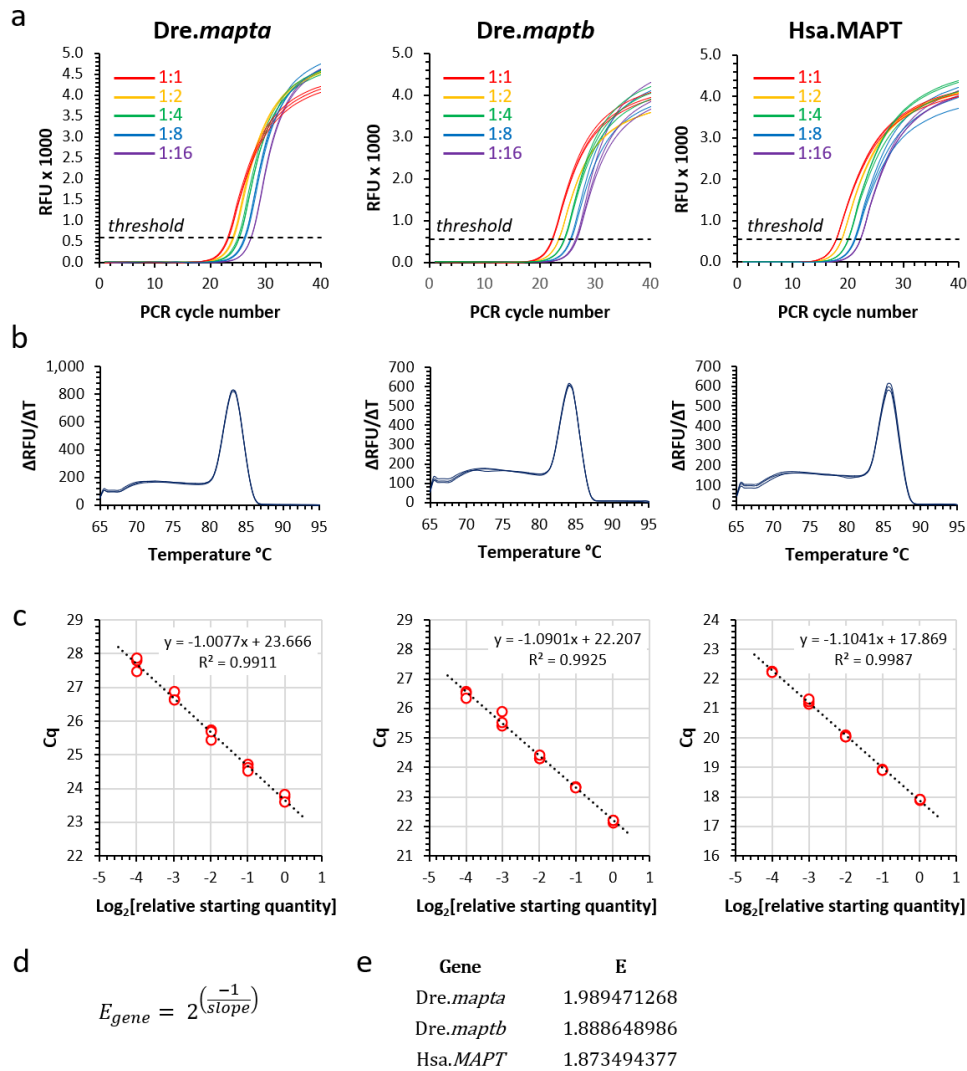 a
Dre.mapta
Dre.maptb
Hsa.MAPT
5.0
4.5
4.0
3.5
3.0
2.5
2.0
1.5
1.0
0.5
0.0
RFU x 1000
1:1
1:2
1:4
1:8
1:16
threshold
0 10 20 30 40
PCR cycle number
5.0
4.0
3.0
2.0
1.0
0.0
RFU x 1000
1:1
1:2
1:4
1:8
1:16
threshold
0 10 20 30 40
PCR cycle number
5.0
4.0
3.0
2.0
1.0
0.0
RFU x 1000
1:1
1:2
1:4
1:8
1:16
threshold
0 10 20 30 40
PCR cycle number
b
1,000
800
600
400
200
0
ΔRFU/ΔT
65 70 75 80 85 90 95
Temperature °C
700
600
500
400
300
200
100
0
ΔRFU/ΔT
65 70 75 80 85 90 95
Temperature °C
700
600
500
400
300
200
100
0
ΔRFU/ΔT
65 70 75 80 85 90 95
Temperature °C
c
29
28
27
26
25
24
23
22
Cq
y = -1.0077x + 23.666
R² = 0.9911
-5 -4 -3 -2 -1 0 1
Log₂[relative starting quantity]
29
28
27
26
25
24
23
22
21
Cq
y = -1.0901x + 22.207
R² = 0.9925
-5 -4 -3 -2 -1 0 1
Log₂[relative starting quantity]
24
23
22
21
20
19
18
17
16
Cq
y = -1.1041x + 17.869
R² = 0.9987
-5 -4 -3 -2 -1 0 1
Log₂[relative starting quantity]
d
E_gene = 2^(-1/slope)
e
Gene E
Dre.mapta 1.989471268
Dre.maptb 1.888648986
Hsa.MAPT 1.873494377